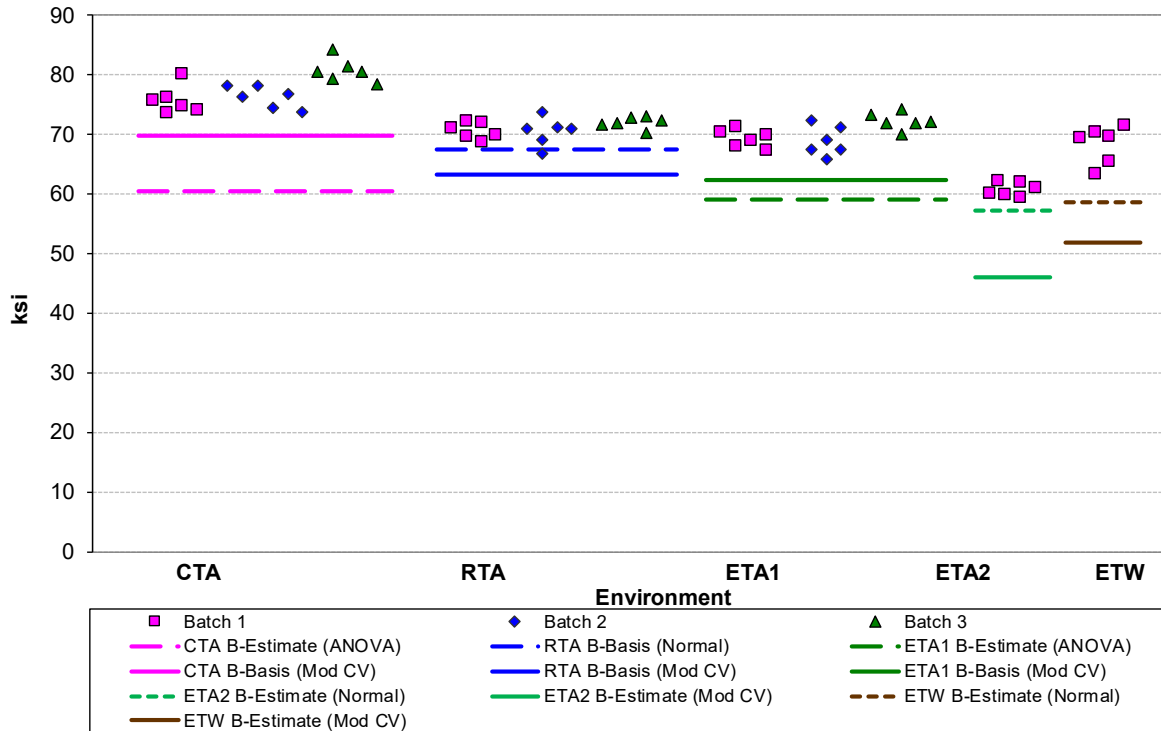 90
80
70
60
50
40
30
20
10
0
ksi
CTA RTA ETA1 ETA2 ETW
Environment
Batch 1 Batch 2 Batch 3
CTA B-Estimate (ANOVA) RTA B-Basis (Normal) ETA1 B-Estimate (ANOVA)
CTA B-Basis (Mod CV) RTA B-Basis (Mod CV) ETA1 B-Basis (Mod CV)
ETA2 B-Estimate (Normal) ETA2 B-Estimate (Mod CV) ETW B-Estimate (Normal)
ETW B-Estimate (Mod CV)